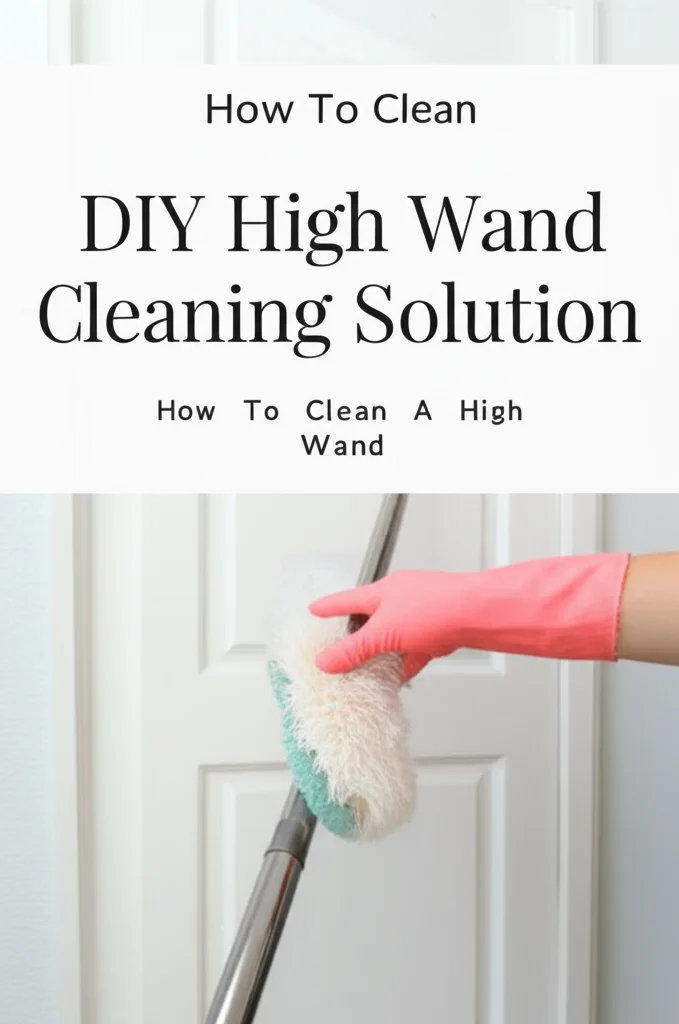 How To Clean
DIY High Wand
Cleaning Solution
How To Clean A High
Wand